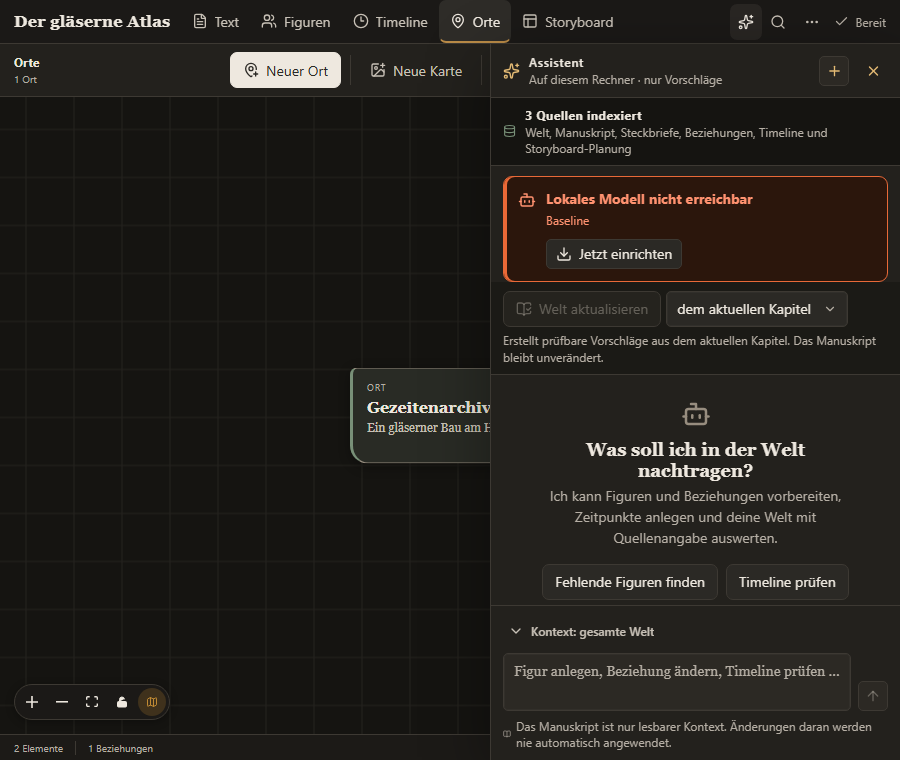 Der gläserne Atlas
Text
Figuren
Timeline
Orte
Storyboard
Bereit
Orte
1 Ort
Neuer Ort
Neue Karte
Assistent
Auf diesem Rechner · nur Vorschläge
3 Quellen indexiert
Welt, Manuskript, Steckbriefe, Beziehungen, Timeline und
Storyboard-Planung
Lokales Modell nicht erreichbar
Baseline
Jetzt einrichten
Welt aktualisieren
dem aktuellen Kapitel
Erstellt prüfbare Vorschläge aus dem aktuellen Kapitel. Das Manuskript
bleibt unverändert.
ORT
Gezeitenarchiv
Ein gläserner Bau am H
Was soll ich in der Welt
nachtragen?
Ich kann Figuren und Beziehungen vorbereiten,
Zeitpunkte anlegen und deine Welt mit
Quellenangabe auswerten.
Fehlende Figuren finden
Timeline prüfen
Kontext: gesamte Welt
Figur anlegen, Beziehung ändern, Timeline prüfen ...
Das Manuskript ist nur lesbarer Kontext. Änderungen daran werden
nie automatisch angewendet.
2 Elemente
1 Beziehungen